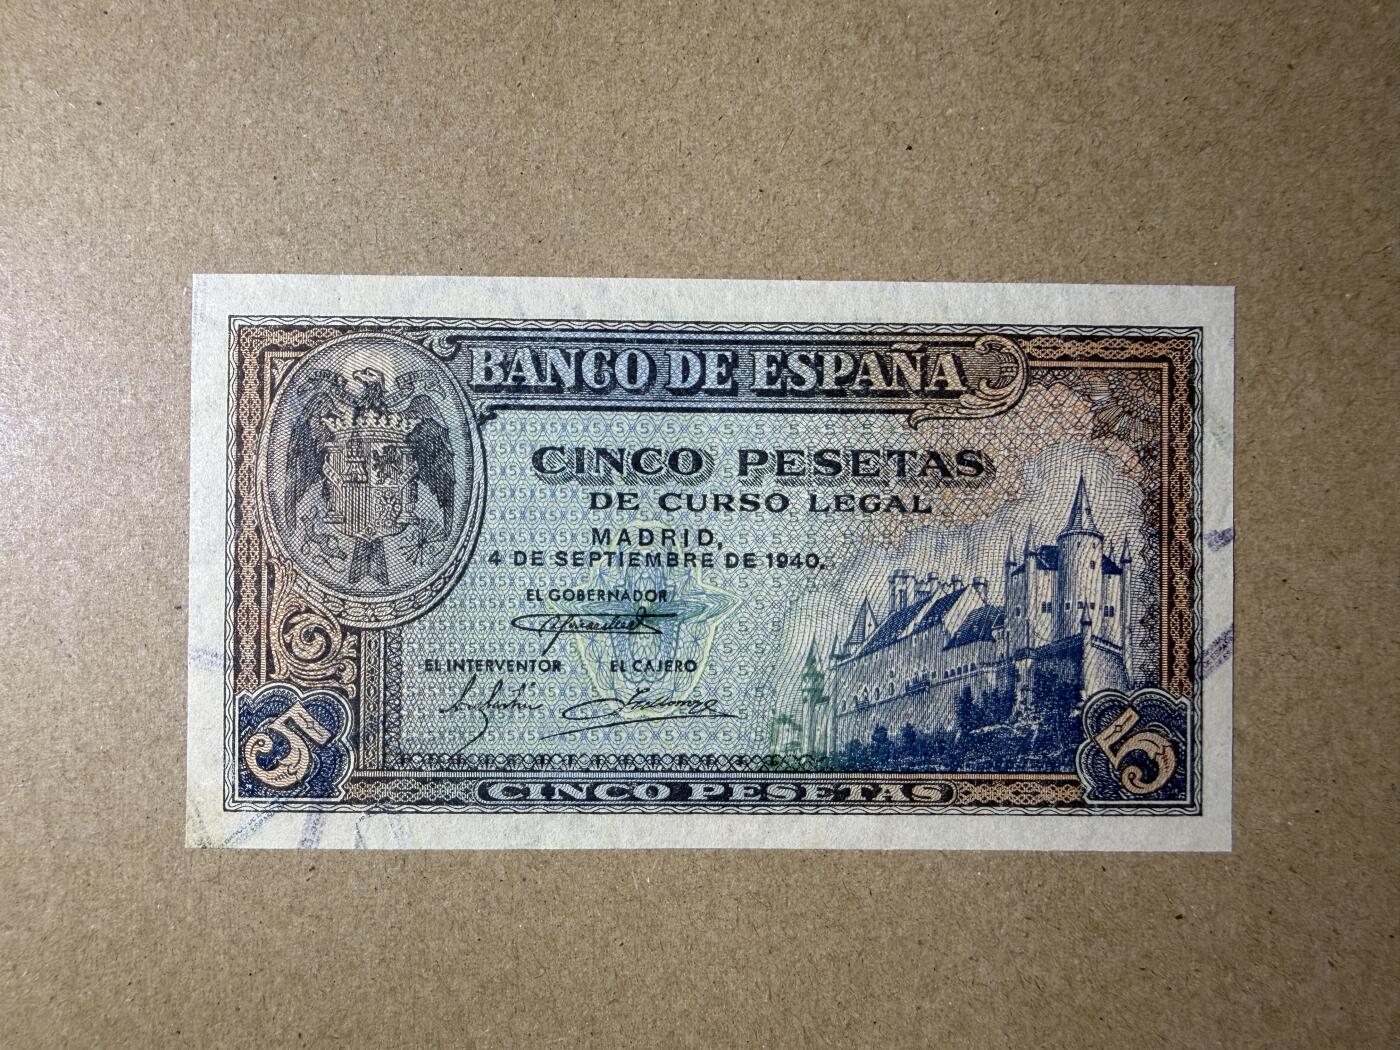 BANCO DE ESPAÑA
CINCO PESETAS
DE CURSO LEGAL
MADRID,
4 DE SEPTIEMBRE DE 1940.
EL GOBERNADOR
EL INTERVENTOR EL CAJERO
5 5
CINCO PESETAS